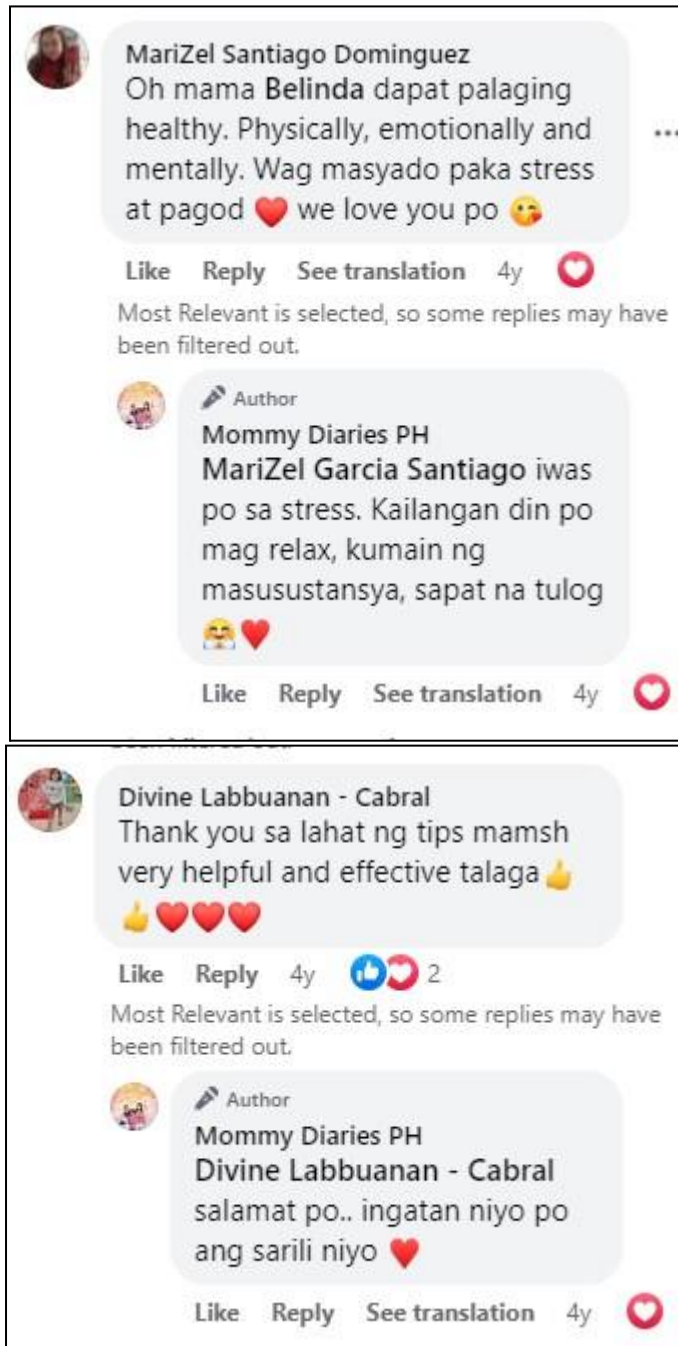 MariZel Santiago Dominguez
Oh mama Belinda dapat palaging
healthy. Physically, emotionally and
mentally. Wag masyado paka stress
at pagod ❤️ we love you po 😘
Like Reply See translation 4y
Most Relevant is selected, so some replies may have
been filtered out.
Author
Mommy Diaries PH
MariZel Garcia Santiago iwas
po sa stress. Kailangan din po
mag relax, kumain ng
masusustansya, sapat na tulog
🤗❤️
Like Reply See translation 4y
Divine Labbuanan - Cabral
Thank you sa lahat ng tips mamsh
very helpful and effective talaga👍
👍❤️❤️❤️
Like Reply 4y 2
Most Relevant is selected, so some replies may have
been filtered out.
Author
Mommy Diaries PH
Divine Labbuanan - Cabral
salamat po.. ingatan niyo po
ang sarili niyo ❤️
Like Reply See translation 4y